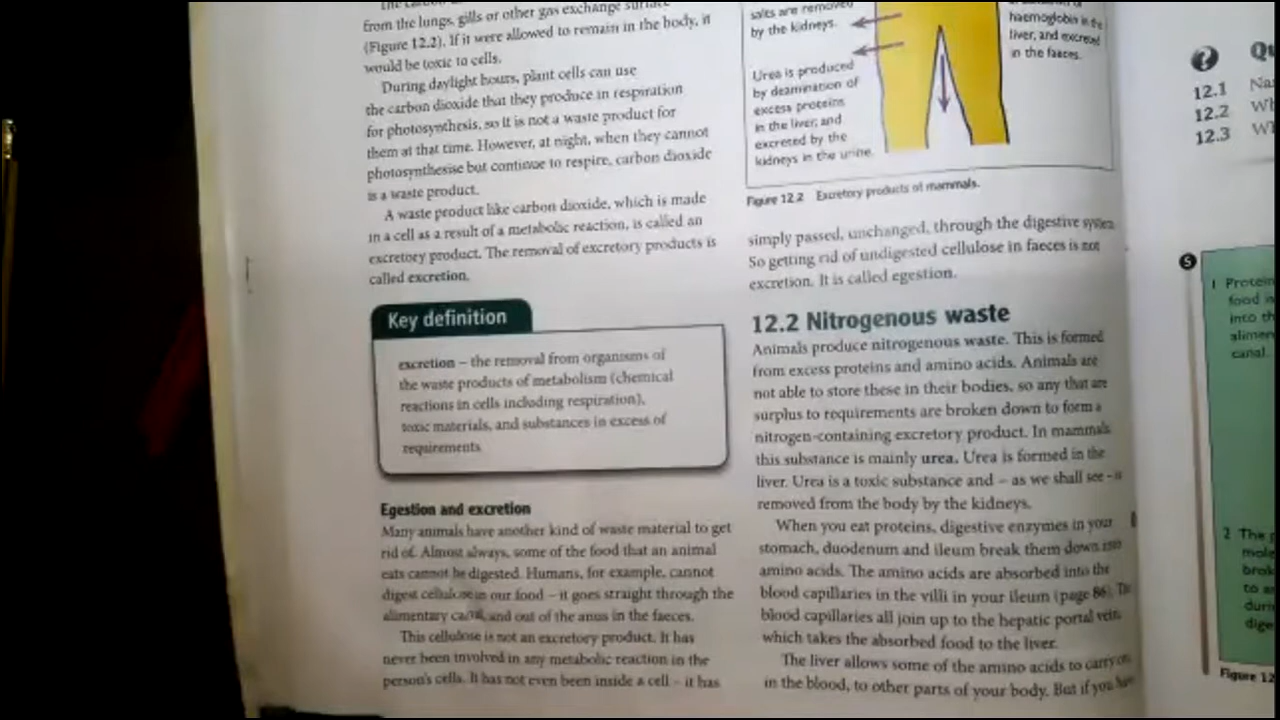 from the lungs, gills or other gas exchange surface
(Figure 12.2). If it were allowed to remain in the body, it
would be toxic to cells.
During daylight hours, plant cells can use
the carbon dioxide that they produce in respiration
for photosynthesis, so it is not a waste product for
them at that time. However, at night, when they cannot
photosynthesise but continue to respire, carbon dioxide
is a waste product.
A waste product like carbon dioxide, which is made
in a cell as a result of a metabolic reaction, is called an
excretory product. The removal of excretory products is
called excretion.
Key definition
excretion – the removal from organisms of
the waste products of metabolism (chemical
reactions in cells including respiration),
toxic materials, and substances in excess of
requirements
Egestion and excretion
Many animals have another kind of waste material to get
rid of. Almost always, some of the food that an animal
eats cannot be digested. Humans, for example, cannot
digest cellulose in our food – it goes straight through the
alimentary canal, and out of the anus in the faeces.
This cellulose is not an excretory product. It has
never been involved in any metabolic reaction in the
person's cells. It has not even been inside a cell – it has
salts are removed
by the kidneys.
Urea is produced
by deamination of
excess proteins
in the liver, and
excreted by the
kidneys in the urine.
haemoglobin in the
liver, and excreted
in the faeces.
Figure 12.2 Excretory products of mammals.
simply passed, unchanged, through the digestive system.
So getting rid of undigested cellulose in faeces is not
excretion. It is called egestion.
12.2 Nitrogenous waste
Animals produce nitrogenous waste. This is formed
from excess proteins and amino acids. Animals are
not able to store these in their bodies, so any that are
surplus to requirements are broken down to form a
nitrogen-containing excretory product. In mammals
this substance is mainly urea. Urea is formed in the
liver. Urea is a toxic substance and – as we shall see – is
removed from the body by the kidneys.
When you eat proteins, digestive enzymes in your
stomach, duodenum and ileum break them down into
amino acids. The amino acids are absorbed into the
blood capillaries in the villi in your ileum (page 86). The
blood capillaries all join up to the hepatic portal vein,
which takes the absorbed food to the liver.
The liver allows some of the amino acids to carry on
in the blood, to other parts of your body. But if you have
? Qu
12.1 Na
12.2 Wh
12.3 W
S
1 Protein
food is
into th
alimen
canal.
2 The p
mole
brok
to a
duri
dige
Figure 12